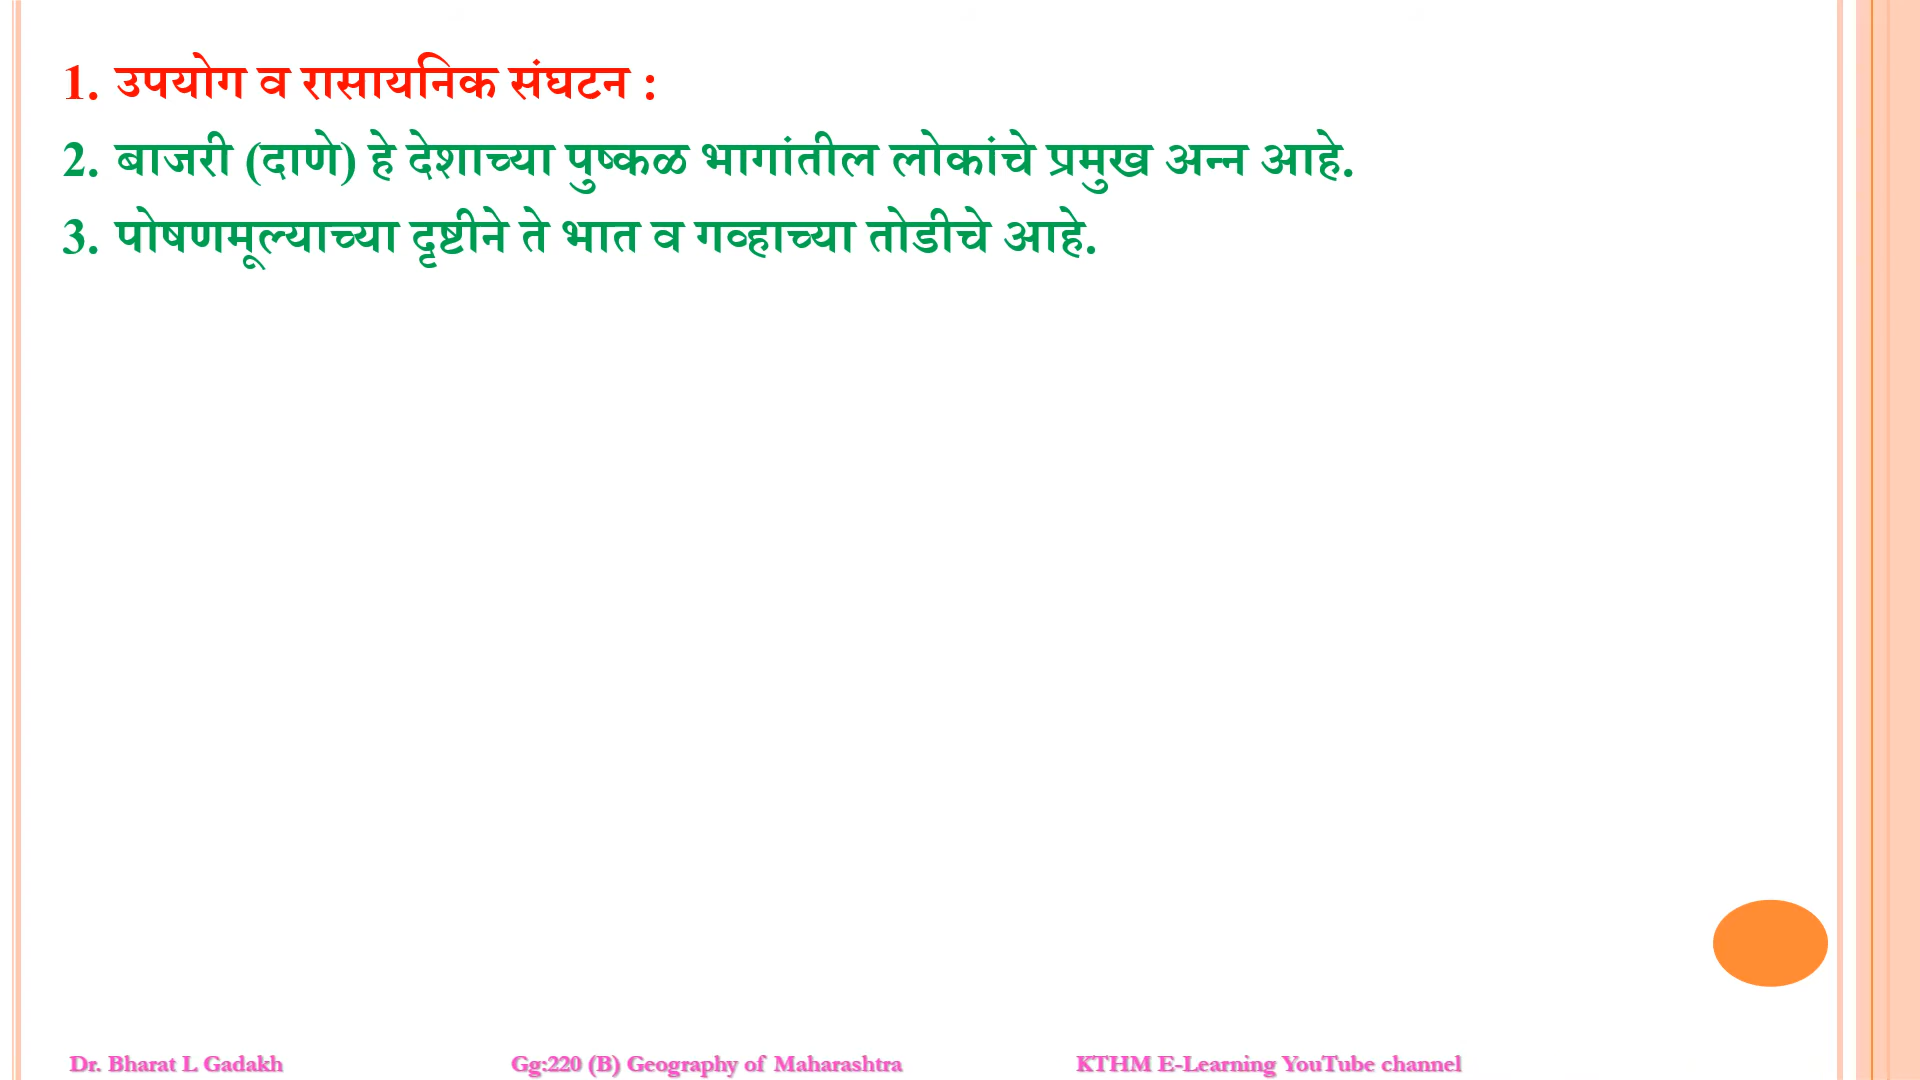 1. उपयोग व रासायनिक संघटन :
2. बाजरी (दाणे) हे देशाच्या पुष्कळ भागांतील लोकांचे प्रमुख अन्न आहे.
3. पोषणमूल्याच्या दृष्टीने ते भात व गव्हाच्या तोडीचे आहे.
Dr. Bharat L Gadakh Gg:220 (B) Geography of Maharashtra KTHM E-Learning YouTube channel